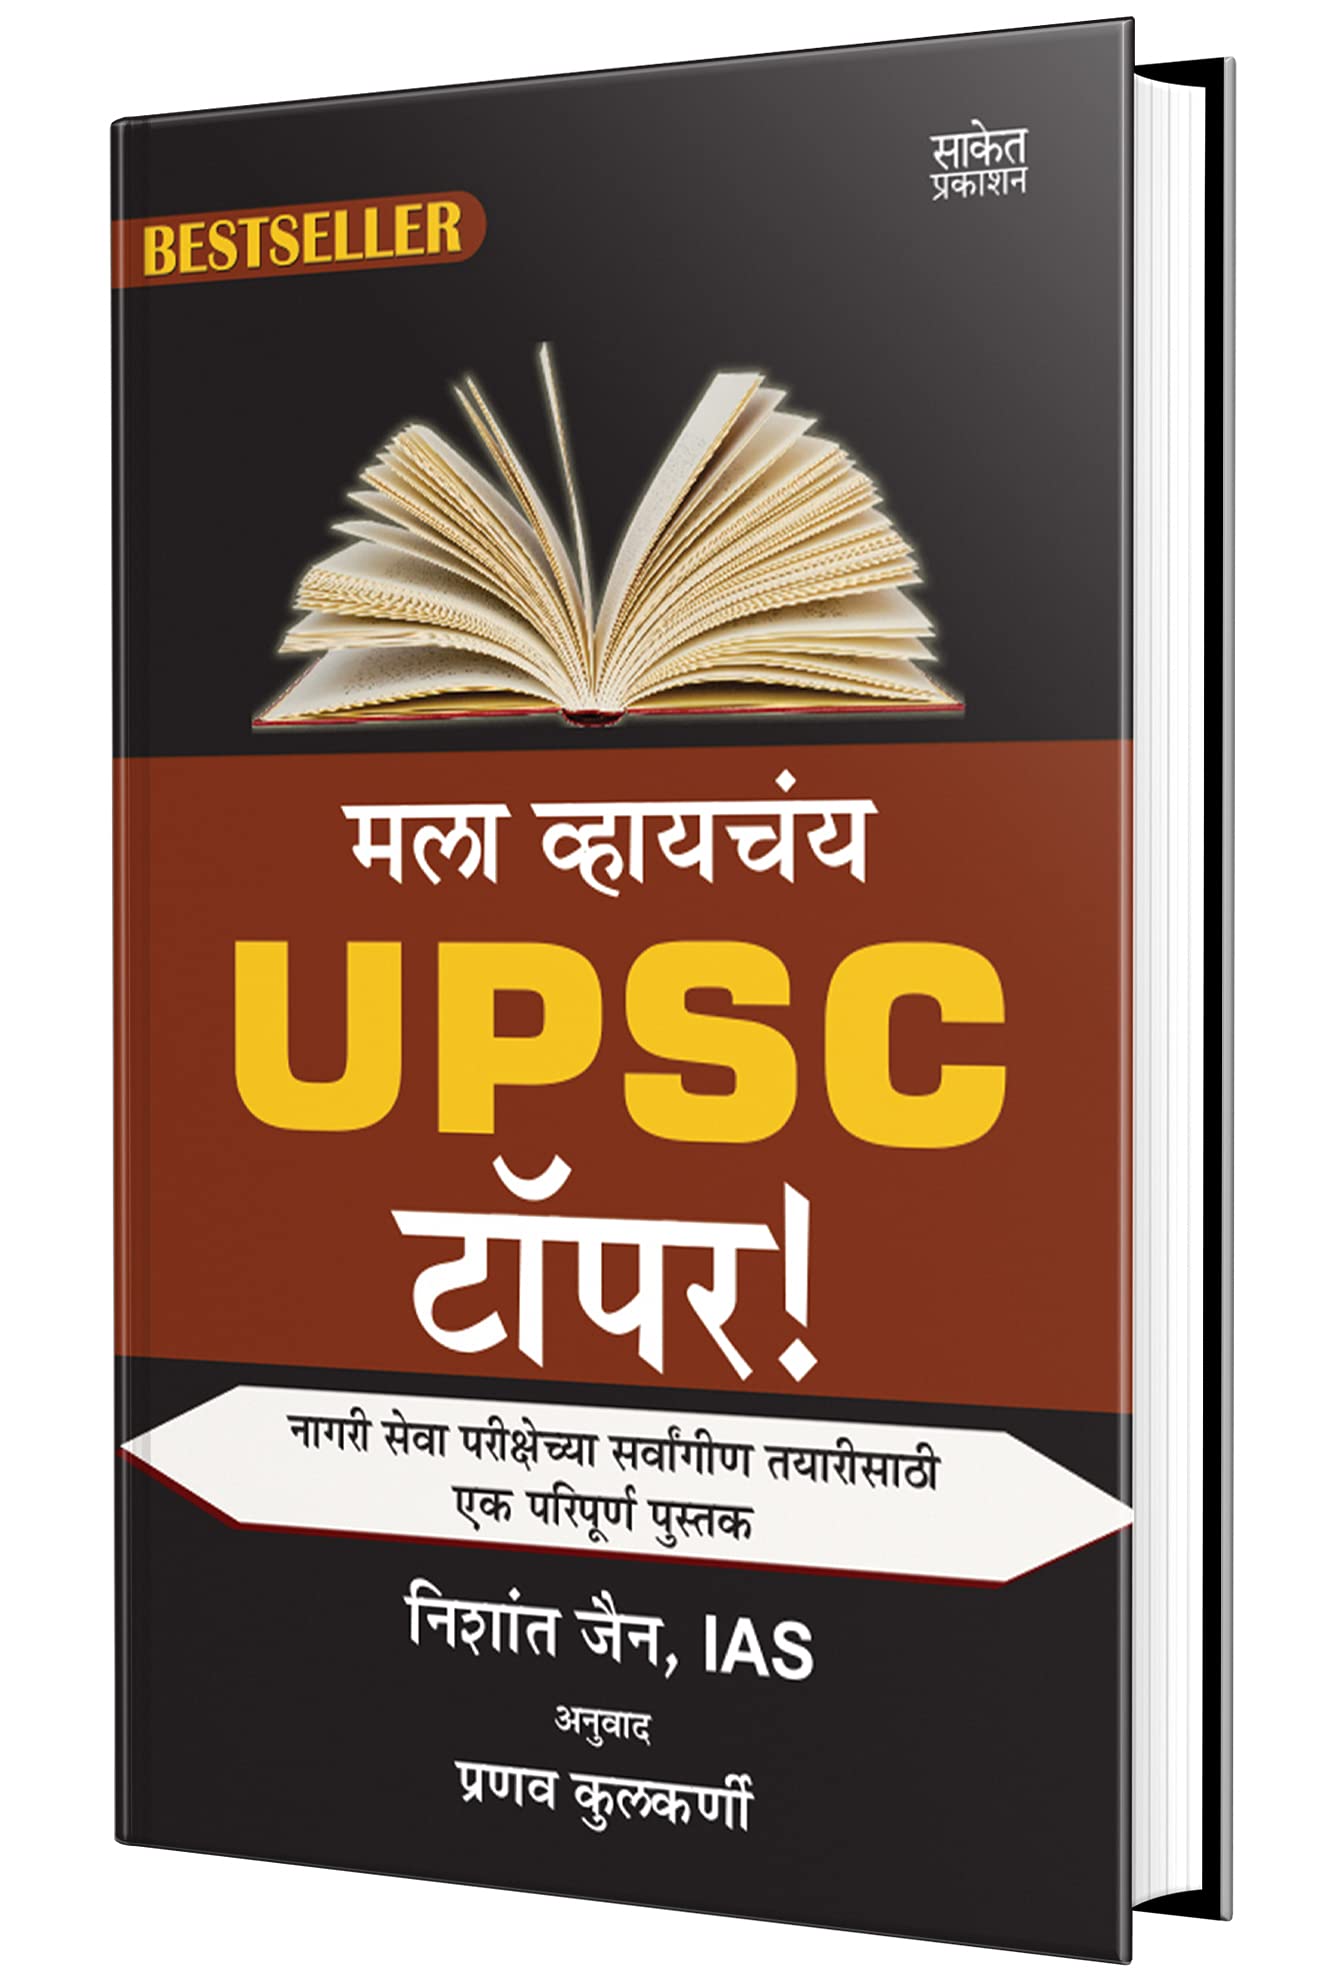 साकेत
प्रकाशन
BESTSELLER
मला व्हायचंय
UPSC
टॉपर!
नागरी सेवा परीक्षेच्या सर्वांगीण तयारीसाठी
एक परिपूर्ण पुस्तक
निशांत जैन, IAS
अनुवाद
प्रणव कुलकर्णी